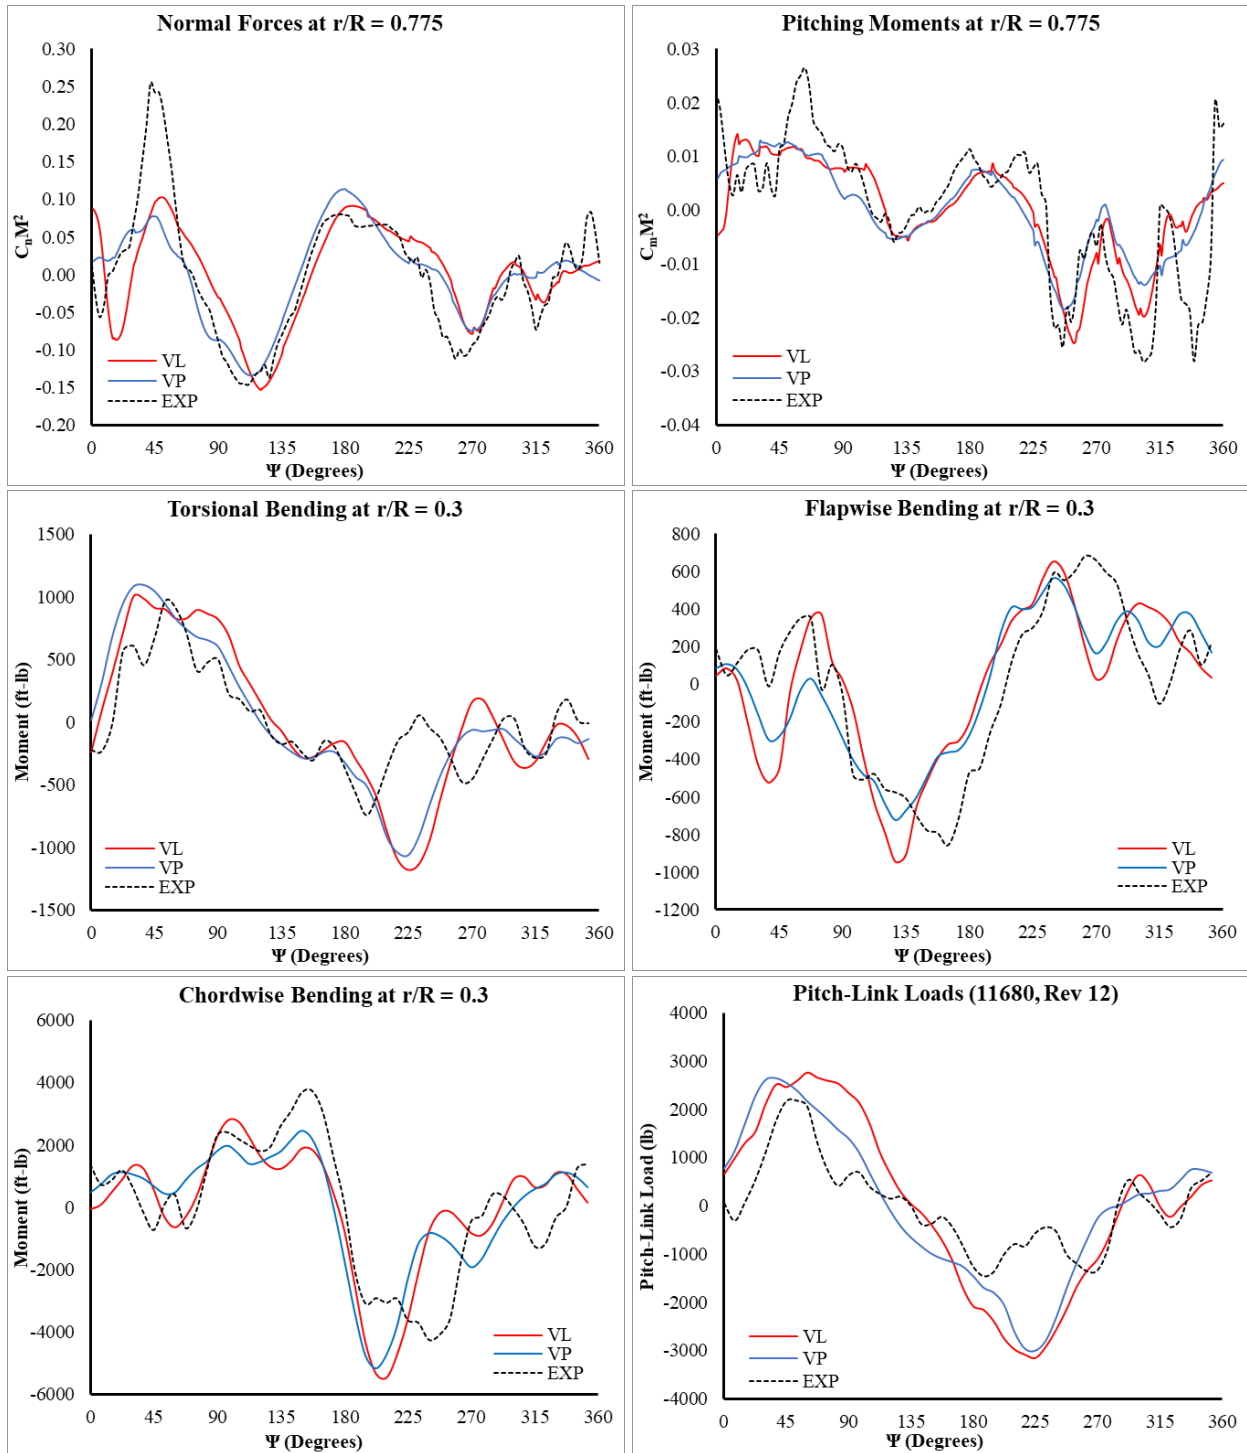 Normal Forces at r/R = 0.775
0.30
0.25
0.20
0.15
0.10
0.05
0.00
-0.05
-0.10
-0.15
-0.20
CnM²
VL
VP
EXP
0 45 90 135 180 225 270 315 360
Ψ (Degrees)
Pitching Moments at r/R = 0.775
0.03
0.02
0.01
0.00
-0.01
-0.02
-0.03
-0.04
CmM²
VL
VP
EXP
0 45 90 135 180 225 270 315 360
Ψ (Degrees)
Torsional Bending at r/R = 0.3
1500
1000
500
0
-500
-1000
-1500
Moment (ft-lb)
VL
VP
EXP
0 45 90 135 180 225 270 315 360
Ψ (Degrees)
Flapwise Bending at r/R = 0.3
800
600
400
200
0
-200
-400
-600
-800
-1000
-1200
Moment (ft-lb)
VL
VP
EXP
0 45 90 135 180 225 270 315 360
Ψ (Degrees)
Chordwise Bending at r/R = 0.3
6000
4000
2000
0
-2000
-4000
-6000
Moment (ft-lb)
VL
VP
EXP
0 45 90 135 180 225 270 315 360
Ψ (Degrees)
Pitch-Link Loads (11680, Rev 12)
4000
3000
2000
1000
0
-1000
-2000
-3000
-4000
Pitch-Link Load (lb)
VL
VP
EXP
0 45 90 135 180 225 270 315 360
Ψ (Degrees)